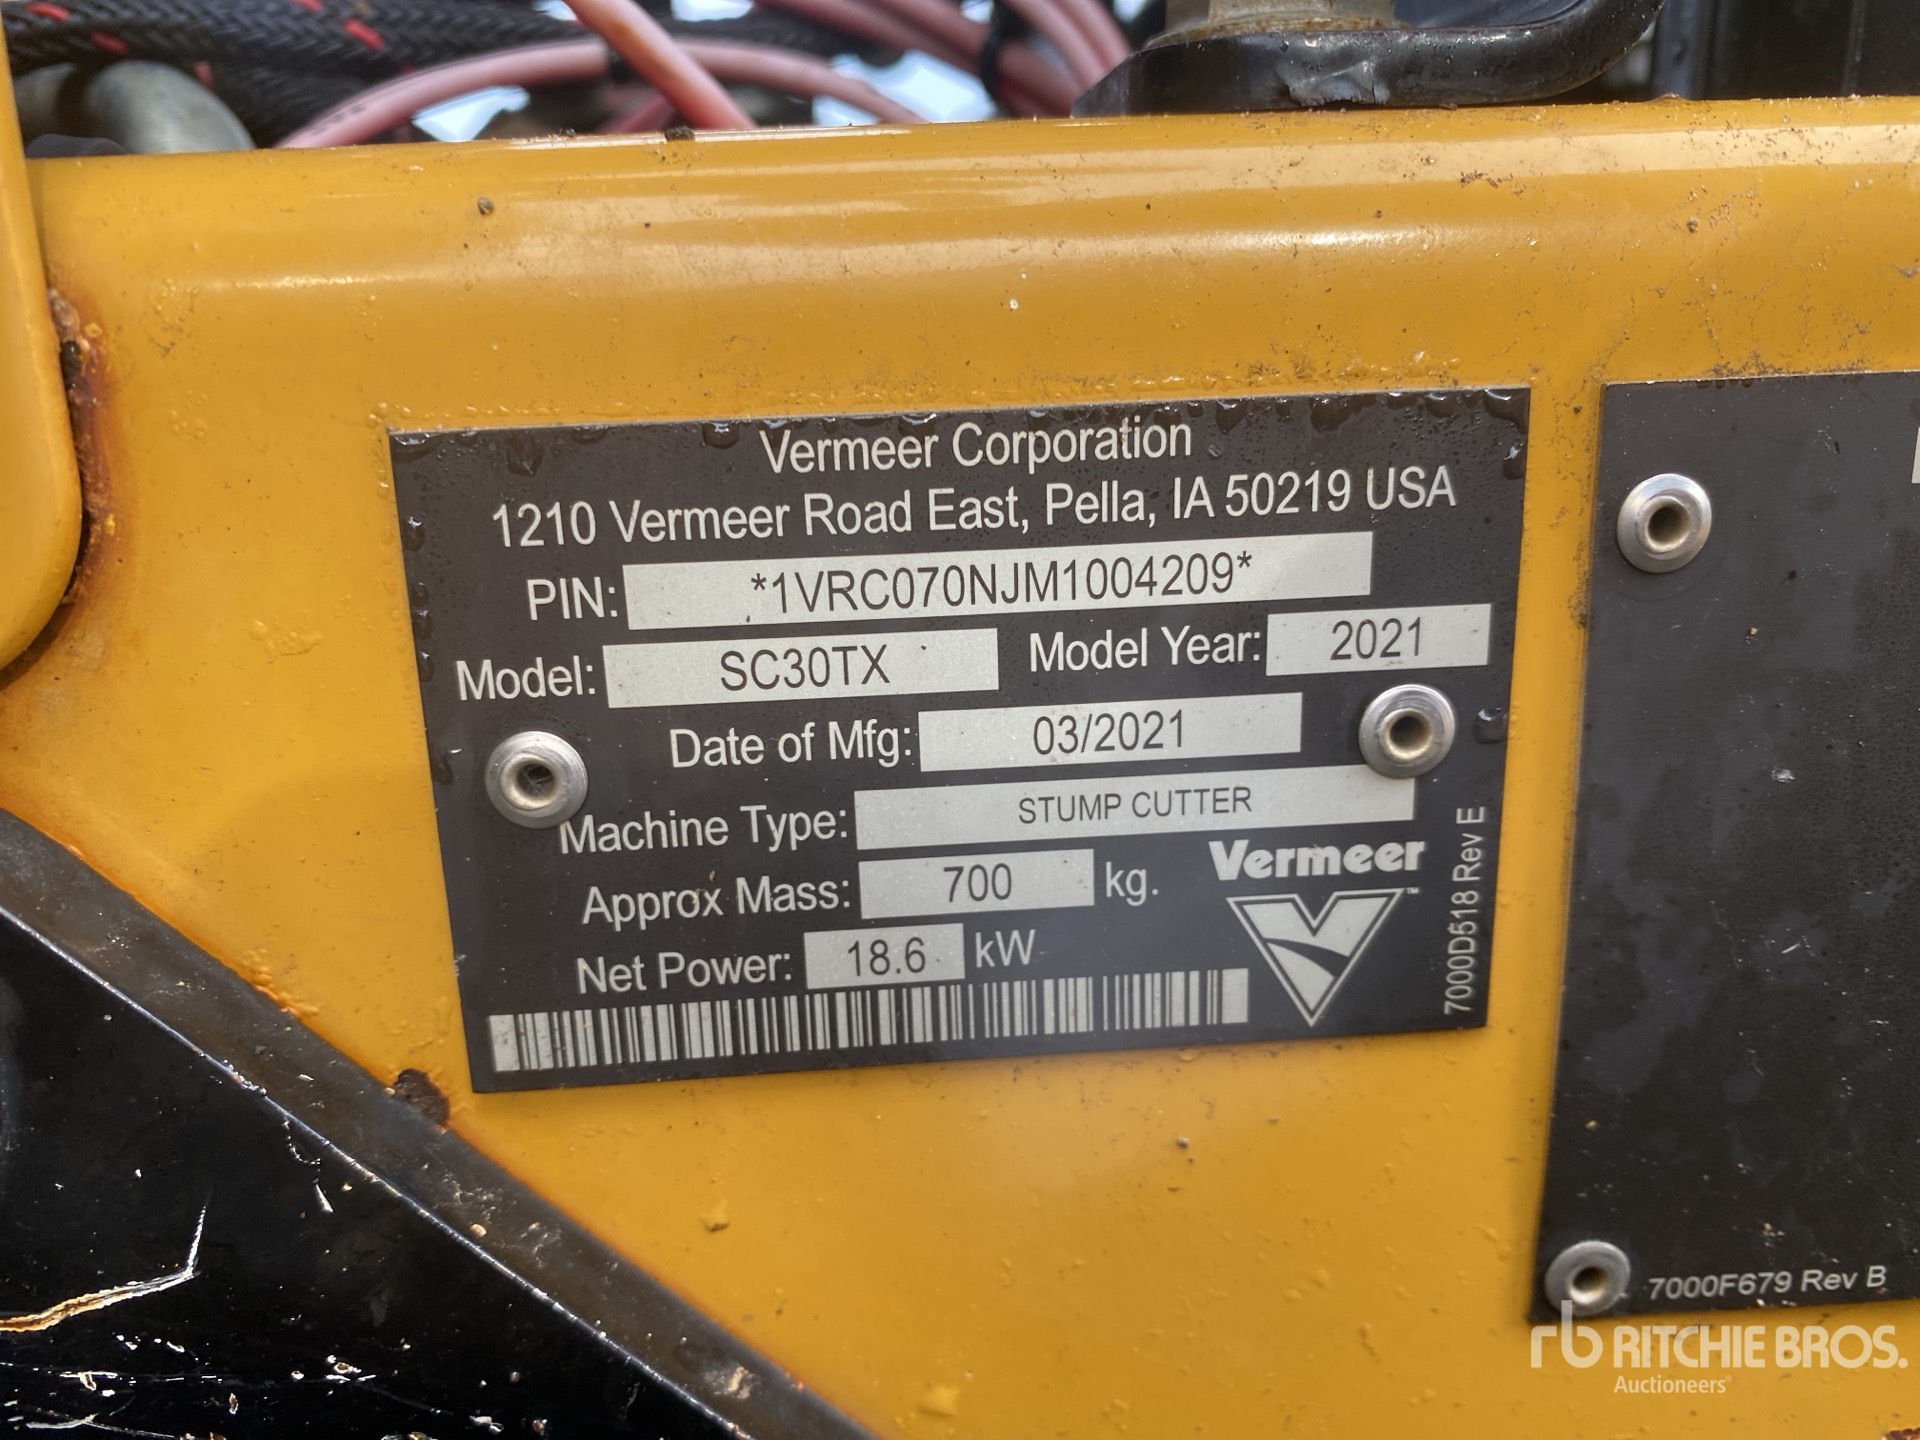 Vermeer Corporation
1210 Vermeer Road East, Pella, IA 50219 USA
PIN: *1VRC070NJM1004209*
Model: SC30TX Model Year: 2021
Date of Mfg: 03/2021
Machine Type: STUMP CUTTER
Approx Mass: 700 kg.
Net Power: 18.6 kW
Vermeer
7000D518 Rev E
7000F679 Rev B
rb RITCHIE BROS.
Auctioneers